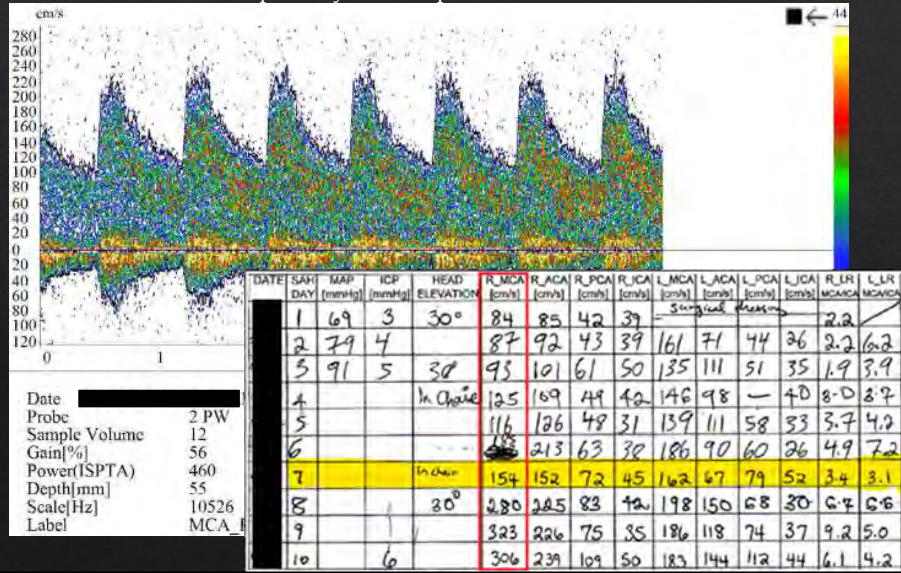 cm/s
← 44
280
260
240
220
200
180
160
140
120
100
80
60
40
20
0
20
40
60
80
100
120
0 1
Date
Probe 2 PW
Sample Volume 12
Gain[%] 56
Power(ISPTA) 460
Depth[mm] 55
Scale[Hz] 10526
Label MCA_
DATE SAH DAY MAP [mmHg] ICP [mmHg] HEAD ELEVATION R_MCA [cm/s] R_ACA [cm/s] R_PCA [cm/s] R_ICA [cm/s] L_MCA [cm/s] L_ACA [cm/s] L_PCA [cm/s] L_ICA [cm/s] R_LR MCA/ICA L_LR MCA/ICA
1 69 3 30° 84 85 42 39 Surgical dressing 2.2
2 79 4 87 92 43 39 161 71 44 26 2.2 6.2
3 91 5 30° 93 101 61 50 135 111 51 35 1.9 3.9
4 In Chair 125 109 49 42 146 98 — 40 3.0 3.7
5 116 126 48 31 139 111 58 33 3.7 4.2
6 213 63 38 186 90 60 26 4.9 7.2
7 In chair 154 152 72 45 162 67 79 52 3.4 3.1
8 30° 280 225 83 42 198 150 68 30 6.7 6.6
9 323 226 75 35 186 118 74 37 9.2 5.0
10 6 306 239 109 50 183 144 112 44 6.1 4.2